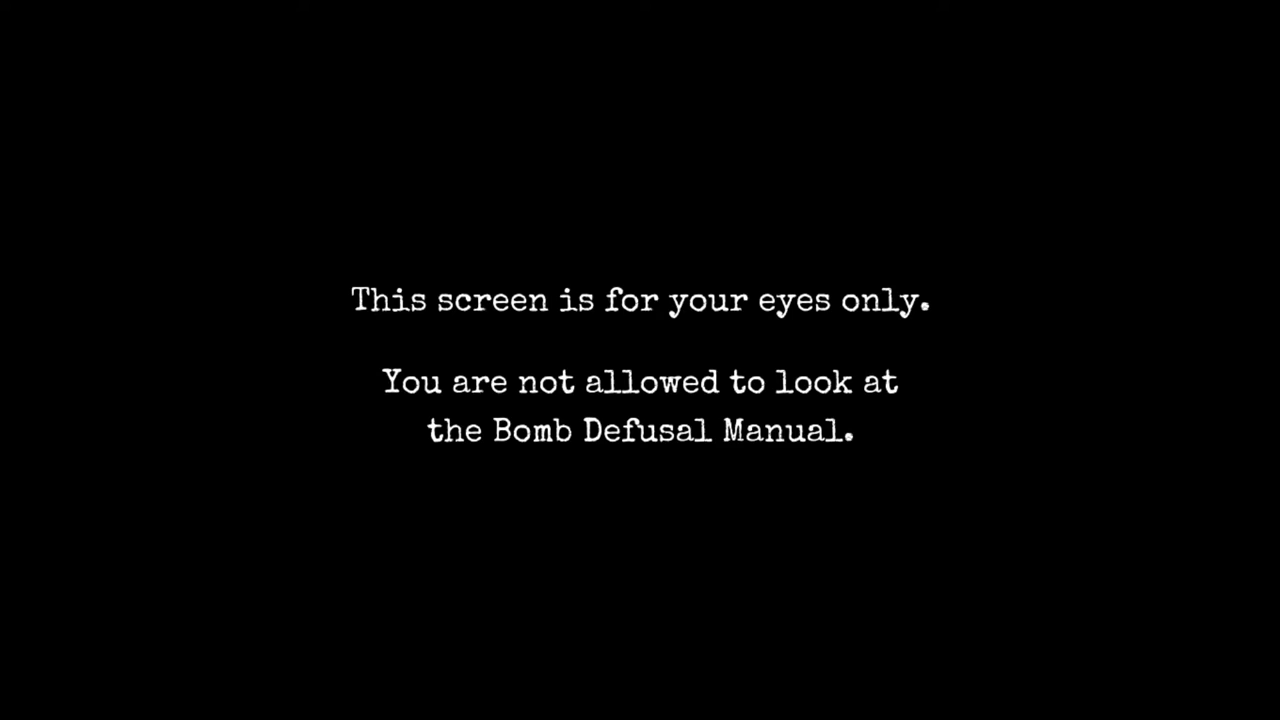 This screen is for your eyes only.
You are not allowed to look at
the Bomb Defusal Manual.